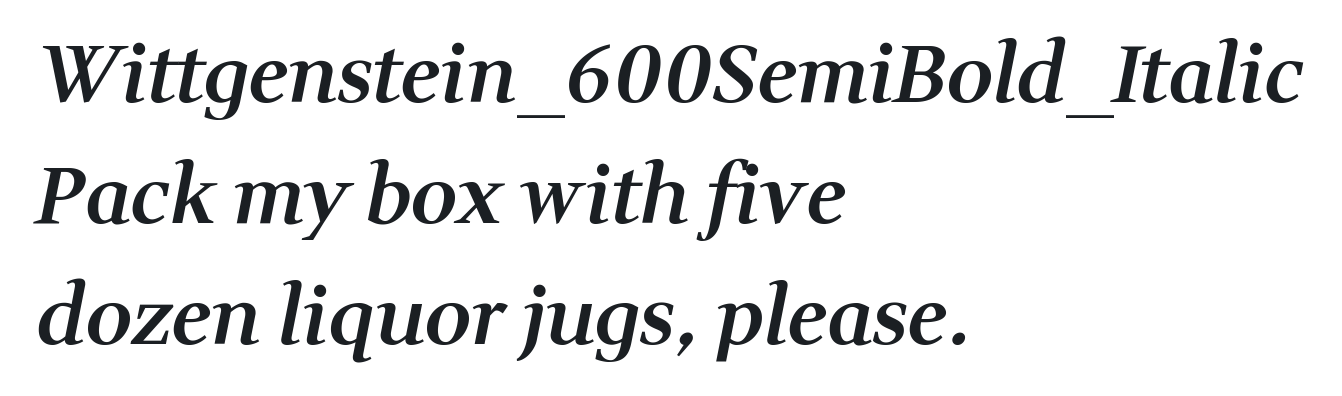 Wittgenstein_600SemiBold_Italic
Pack my box with five
dozen liquor jugs, please.